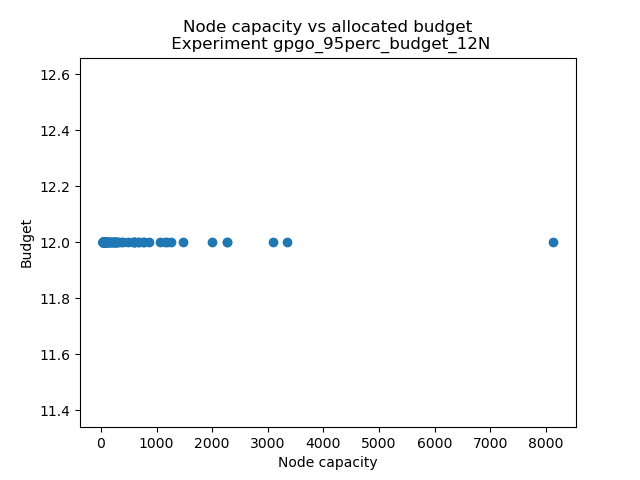 Node capacity vs allocated budget
Experiment gpgo_95perc_budget_12N
12.6
12.4
12.2
12.0
11.8
11.6
11.4
Budget
0 1000 2000 3000 4000 5000 6000 7000 8000
Node capacity